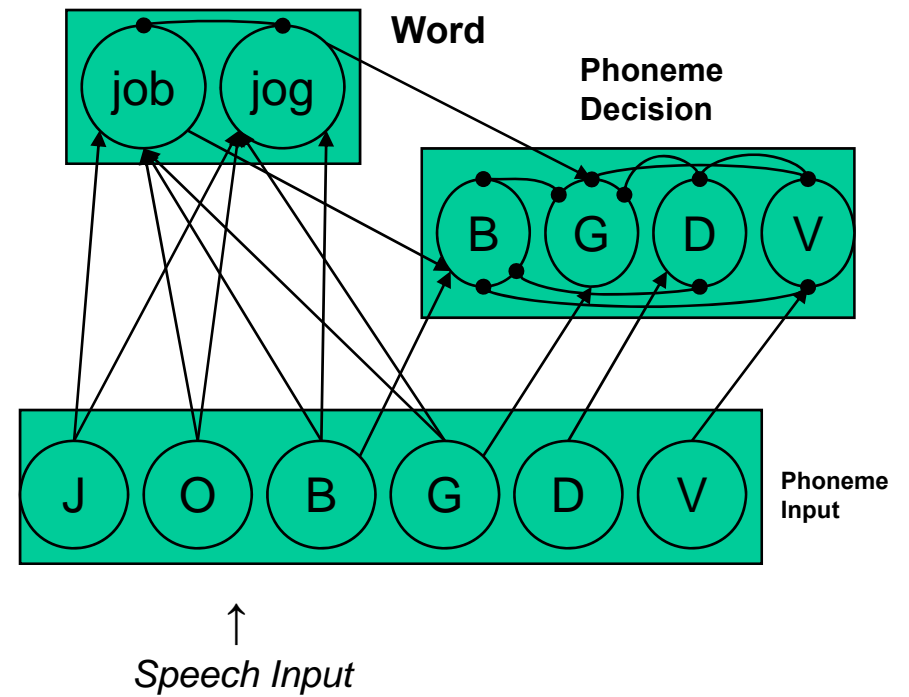 Word
job jog
Phoneme
Decision
B G D V
J O B G D V
Phoneme
Input
↑
Speech Input